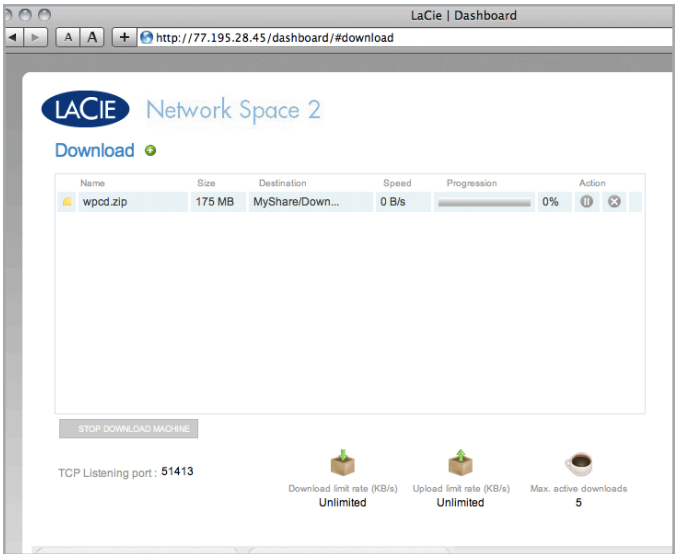 LaCie | Dashboard
A A + http://77.195.28.45/dashboard/#download
LACIE Network Space 2
Download
Name Size Destination Speed Progression Action
wpcd.zip 175 MB MyShare/Down... 0 B/s 0%
STOP DOWNLOAD MACHINE
TCP Listening port : 51413
Download limit rate (KB/s) Upload limit rate (KB/s) Max. active downloads
Unlimited Unlimited 5